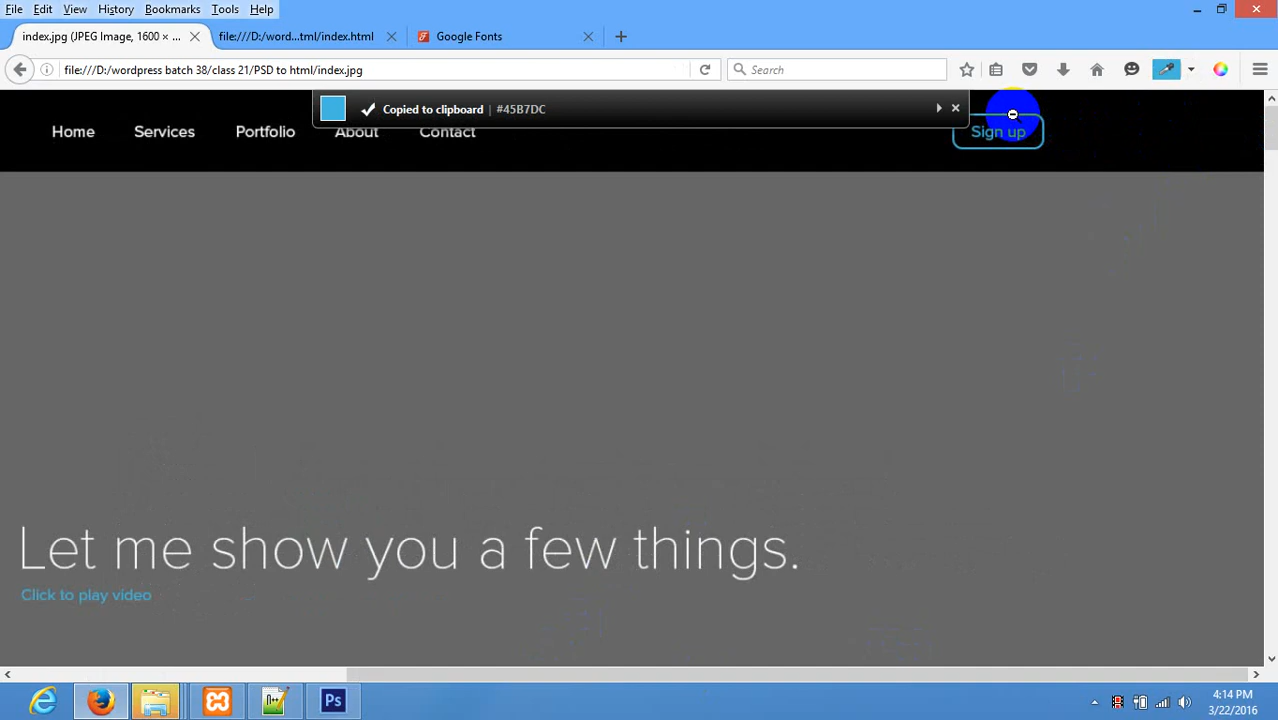 File Edit View History Bookmarks Tools Help
index.jpg (JPEG Image, 1600 × ... file:///D:/word...tml/index.html Google Fonts
file:///D:/wordpress batch 38/class 21/PSD to html/index.jpg Search
Copied to clipboard | #45B7DC
Home Services Portfolio About Contact Sign up
Let me show you a few things.
Click to play video
Ps
4:14 PM
3/22/2016